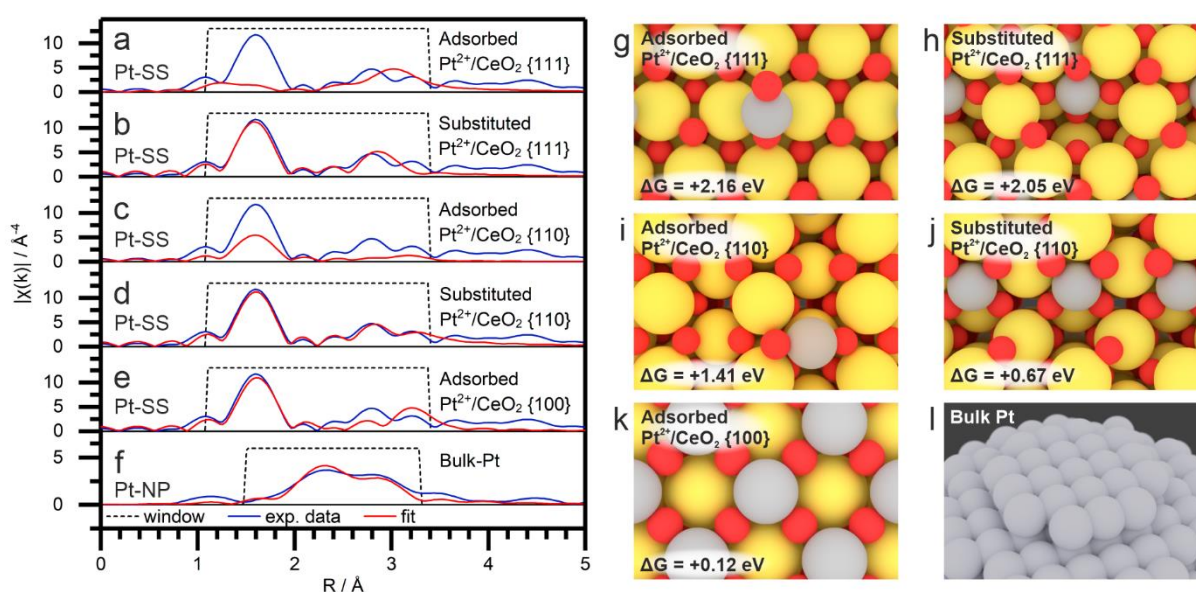 |χ(k)| / Å⁻⁴
10
5
0
a
Pt-SS
Adsorbed
Pt²⁺/CeO₂ {111}
10
5
0
b
Pt-SS
Substituted
Pt²⁺/CeO₂ {111}
10
5
0
c
Pt-SS
Adsorbed
Pt²⁺/CeO₂ {110}
10
5
0
d
Pt-SS
Substituted
Pt²⁺/CeO₂ {110}
10
5
0
e
Pt-SS
Adsorbed
Pt²⁺/CeO₂ {100}
5
0
f
Pt-NP
Bulk-Pt
window
exp. data
fit
0 1 2 3 4 5
R / Å
g
Adsorbed
Pt²⁺/CeO₂ {111}
ΔG = +2.16 eV
h
Substituted
Pt²⁺/CeO₂ {111}
ΔG = +2.05 eV
i
Adsorbed
Pt²⁺/CeO₂ {110}
ΔG = +1.41 eV
j
Substituted
Pt²⁺/CeO₂ {110}
ΔG = +0.67 eV
k
Adsorbed
Pt²⁺/CeO₂ {100}
ΔG = +0.12 eV
l
Bulk Pt